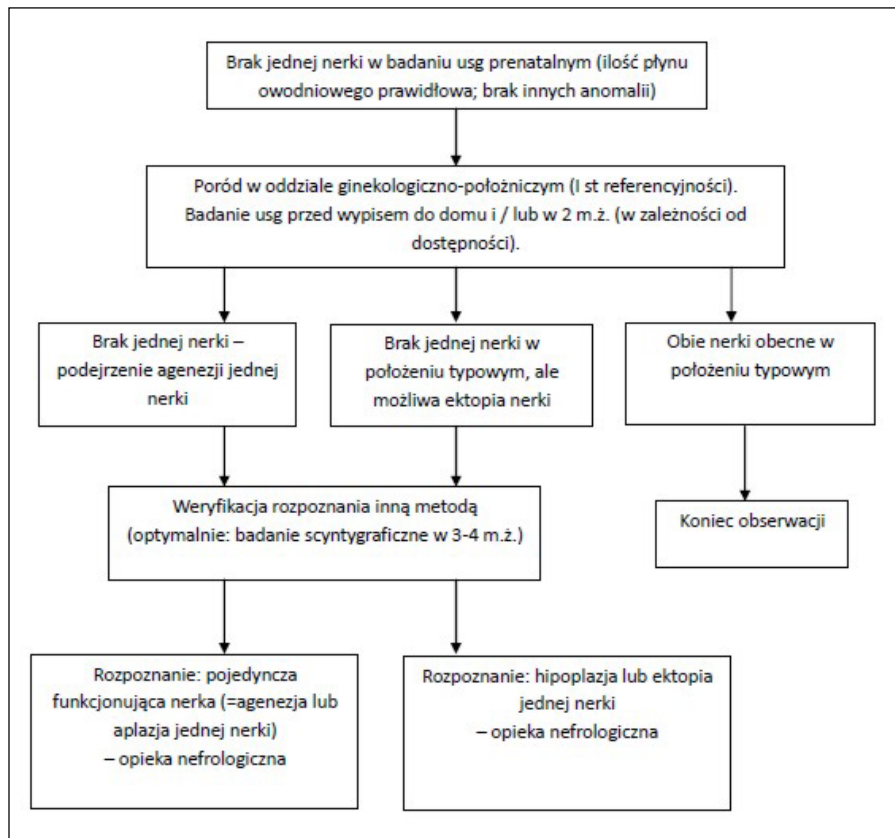 Brak jednej nerki w badaniu usg prenatalnym (ilość płynu
owodniowego prawidłowa; brak innych anomalii)
Poród w oddziale ginekologiczno-położniczym (I st referencyjności).
Badanie usg przed wypisem do domu i / lub w 2 m.ż. (w zależności od
dostępności).
Brak jednej nerki –
podejrzenie agenezji jednej
nerki
Brak jednej nerki w
położeniu typowym, ale
możliwa ektopia nerki
Obie nerki obecne w
położeniu typowym
Weryfikacja rozpoznania inną metodą
(optymalnie: badanie scyntygraficzne w 3-4 m.ż.)
Koniec obserwacji
Rozpoznanie: pojedyncza
funkcjonująca nerka (=agenezja lub
aplazja jednej nerki)
– opieka nefrologiczna
Rozpoznanie: hipoplazja lub ektopia
jednej nerki
– opieka nefrologiczna